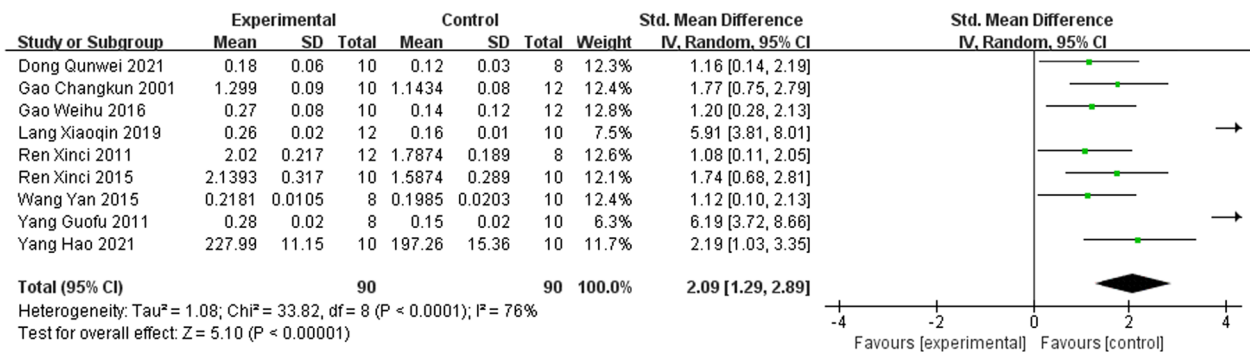 Experimental Control Std. Mean Difference Std. Mean Difference
Study or Subgroup Mean SD Total Mean SD Total Weight IV, Random, 95% CI IV, Random, 95% CI
Dong Qunwei 2021 0.18 0.06 10 0.12 0.03 8 12.3% 1.16 [0.14, 2.19]
Gao Changkun 2001 1.299 0.09 10 1.1434 0.08 12 12.4% 1.77 [0.75, 2.79]
Gao Weihu 2016 0.27 0.08 10 0.14 0.12 12 12.8% 1.20 [0.28, 2.13]
Lang Xiaoqin 2019 0.26 0.02 12 0.16 0.01 10 7.5% 5.91 [3.81, 8.01]
Ren Xinci 2011 2.02 0.217 12 1.7874 0.189 8 12.6% 1.08 [0.11, 2.05]
Ren Xinci 2015 2.1393 0.317 10 1.5874 0.289 10 12.1% 1.74 [0.68, 2.81]
Wang Yan 2015 0.2181 0.0105 8 0.1985 0.0203 10 12.4% 1.12 [0.10, 2.13]
Yang Guofu 2011 0.28 0.02 8 0.15 0.02 10 6.3% 6.19 [3.72, 8.66]
Yang Hao 2021 227.99 11.15 10 197.26 15.36 10 11.7% 2.19 [1.03, 3.35]
Total (95% CI) 90 90 100.0% 2.09 [1.29, 2.89]
Heterogeneity: Tau² = 1.08; Chi² = 33.82, df = 8 (P < 0.0001); I² = 76%
Test for overall effect: Z = 5.10 (P < 0.00001)
-4 -2 0 2 4
Favours [experimental] Favours [control]